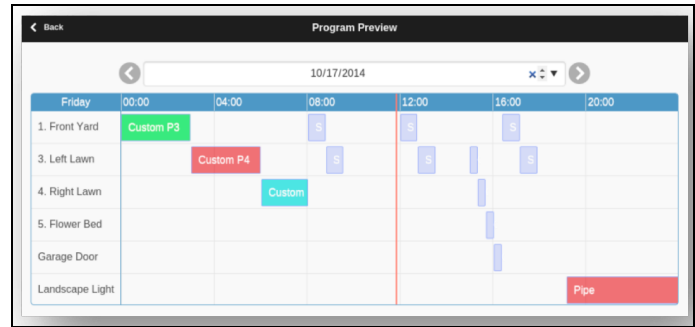 Back
Program Preview
10/17/2014
Friday 00:00 04:00 08:00 12:00 16:00 20:00
1. Front Yard Custom P3 S S S
3. Left Lawn Custom P4 S S S
4. Right Lawn Custom
5. Flower Bed
Garage Door
Landscape Light Pipe